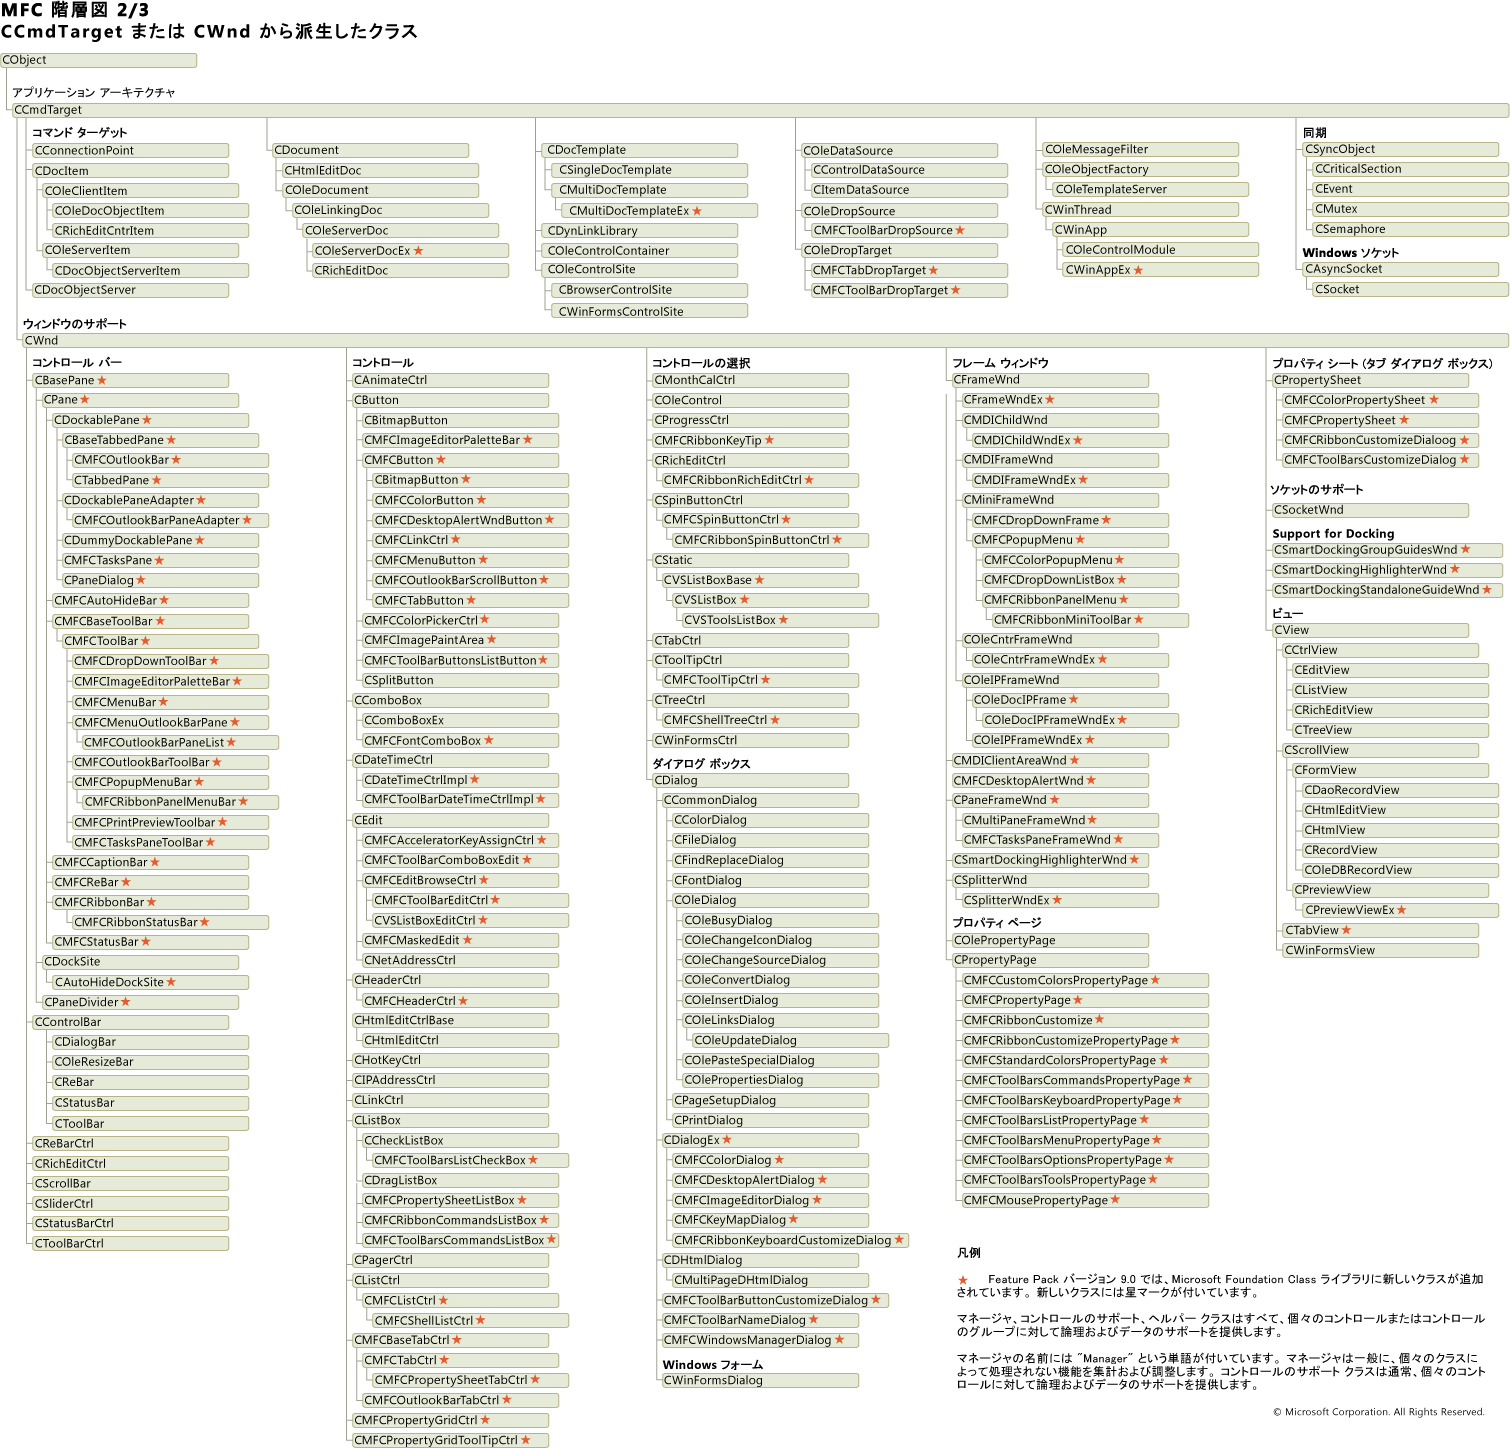 MFC 階層図 2/3
CCmdTarget または CWnd から派生したクラス
CObject
アプリケーション アーキテクチャ
CCmdTarget
コマンド ターゲット
CConnectionPoint
CDocItem
COleClientItem
COleDocObjectItem
CRichEditCntrItem
COleServerItem
CDocObjectServerItem
CDocObjectServer
CDocument
CHtmlEditDoc
COleDocument
COleLinkingDoc
COleServerDoc
COleServerDocEx ★
CRichEditDoc
CDocTemplate
CSingleDocTemplate
CMultiDocTemplate
CMultiDocTemplateEx ★
CDynLinkLibrary
COleControlContainer
COleControlSite
CBrowserControlSite
CWinFormsControlSite
COleDataSource
CControlDataSource
CItemDataSource
COleDropSource
CMFCToolBarDropSource ★
COleDropTarget
CMFCTabDropTarget ★
CMFCToolBarDropTarget ★
COleMessageFilter
COleObjectFactory
COleTemplateServer
CWinThread
CWinApp
COleControlModule
CWinAppEx ★
同期
CSyncObject
CCriticalSection
CEvent
CMutex
CSemaphore
Windows ソケット
CAsyncSocket
CSocket
ウィンドウのサポート
CWnd
コントロール バー
CBasePane ★
CPane ★
CDockablePane ★
CBaseTabbedPane ★
CMFCOutlookBar ★
CTabbedPane ★
CDockablePaneAdapter ★
CMFCOutlookBarPaneAdapter ★
CDummyDockablePane ★
CMFCTasksPane ★
CPaneDialog ★
CMFCAutoHideBar ★
CMFCBaseToolBar ★
CMFCToolBar ★
CMFCDropDownToolBar ★
CMFCImageEditorPaletteBar ★
CMFCMenuBar ★
CMFCMenuOutlookBarPane ★
CMFCOutlookBarPaneList ★
CMFCOutlookBarToolBar ★
CMFCPopupMenuBar ★
CMFCRibbonPanelMenuBar ★
CMFCPrintPreviewToolbar ★
CMFCTasksPaneToolBar ★
CMFCCaptionBar ★
CMFCReBar ★
CMFCRibbonBar ★
CMFCRibbonStatusBar ★
CMFCStatusBar ★
CDockSite
CAutoHideDockSite ★
CPaneDivider ★
CControlBar
CDialogBar
COleResizeBar
CReBar
CStatusBar
CToolBar
CReBarCtrl
CRichEditCtrl
CScrollBar
CSliderCtrl
CStatusBarCtrl
CToolBarCtrl
コントロール
CAnimateCtrl
CButton
CBitmapButton
CMFCImageEditorPaletteBar ★
CMFCButton ★
CBitmapButton ★
CMFCColorButton ★
CMFCDesktopAlertWndButton ★
CMFCLinkCtrl ★
CMFCMenuButton ★
CMFCOutlookBarScrollButton ★
CMFCTabButton ★
CMFCColorPickerCtrl ★
CMFCImagePaintArea ★
CMFCToolBarButtonsListButton ★
CSplitButton
CComboBox
CComboBoxEx
CMFCFontComboBox ★
CDateTimeCtrl
CDateTimeCtrlImpl ★
CMFCToolBarDateTimeCtrlImpl ★
CEdit
CMFCAcceleratorKeyAssignCtrl ★
CMFCToolBarComboBoxEdit ★
CMFCEditBrowseCtrl ★
CMFCToolBarEditCtrl ★
CVSListBoxEditCtrl ★
CMFCMaskedEdit ★
CNetAddressCtrl
CHeaderCtrl
CMFCHeaderCtrl ★
CHtmlEditCtrlBase
CHtmlEditCtrl
CHotKeyCtrl
CIPAddressCtrl
CLinkCtrl
CListBox
CCheckListBox
CMFCToolBarsListCheckBox ★
CDragListBox
CMFCPropertySheetListBox ★
CMFCRibbonCommandsListBox ★
CMFCToolBarsCommandsListBox ★
CPagerCtrl
CListCtrl
CMFCListCtrl ★
CMFCShellListCtrl ★
CMFCBaseTabCtrl ★
CMFCTabCtrl ★
CMFCPropertySheetTabCtrl ★
CMFCOutlookBarTabCtrl ★
CMFCPropertyGridCtrl ★
CMFCPropertyGridToolTipCtrl ★
コントロールの選択
CMonthCalCtrl
COleControl
CProgressCtrl
CMFCRibbonKeyTip ★
CRichEditCtrl
CMFCRibbonRichEditCtrl ★
CSpinButtonCtrl
CMFCSpinButtonCtrl ★
CMFCRibbonSpinButtonCtrl ★
CStatic
CVSListBoxBase ★
CVSListBox ★
CVSToolsListBox ★
CTabCtrl
CToolTipCtrl
CMFCToolTipCtrl ★
CTreeCtrl
CMFCShellTreeCtrl ★
CWinFormsCtrl
ダイアログ ボックス
CDialog
CCommonDialog
CColorDialog
CFileDialog
CFindReplaceDialog
CFontDialog
COleDialog
COleBusyDialog
COleChangeIconDialog
COleChangeSourceDialog
COleConvertDialog
COleInsertDialog
COleLinksDialog
COleUpdateDialog
COlePasteSpecialDialog
COlePropertiesDialog
CPageSetupDialog
CPrintDialog
CDialogEx ★
CMFCColorDialog ★
CMFCDesktopAlertDialog ★
CMFCImageEditorDialog ★
CMFCKeyMapDialog ★
CMFCRibbonKeyboardCustomizeDialog ★
CDHtmlDialog
CMultiPageDHtmlDialog
CMFCToolBarButtonCustomizeDialog ★
CMFCToolBarNameDialog ★
CMFCWindowsManagerDialog ★
Windows フォーム
CWinFormsDialog
フレーム ウィンドウ
CFrameWnd
CFrameWndEx ★
CMDIChildWnd
CMDIChildWndEx ★
CMDIFrameWnd
CMDIFrameWndEx ★
CMiniFrameWnd
CMFCDropDownFrame ★
CMFCPopupMenu ★
CMFCColorPopupMenu ★
CMFCDropDownListBox ★
CMFCRibbonPanelMenu ★
CMFCRibbonMiniToolBar ★
COleCntrFrameWnd
COleCntrFrameWndEx ★
COleIPFrameWnd
COleDocIPFrame ★
COleDocIPFrameWndEx ★
COleIPFrameWndEx ★
CMDIClientAreaWnd ★
CMFCDesktopAlertWnd ★
CPaneFrameWnd ★
CMultiPaneFrameWnd ★
CMFCTasksPaneFrameWnd ★
CSmartDockingHighlighterWnd ★
CSplitterWnd
CSplitterWndEx ★
プロパティ ページ
COlePropertyPage
CPropertyPage
CMFCCustomColorsPropertyPage ★
CMFCPropertyPage ★
CMFCRibbonCustomize ★
CMFCRibbonCustomizePropertyPage ★
CMFCStandardColorsPropertyPage ★
CMFCToolBarsCommandsPropertyPage ★
CMFCToolBarsKeyboardPropertyPage ★
CMFCToolBarsListPropertyPage ★
CMFCToolBarsMenuPropertyPage ★
CMFCToolBarsOptionsPropertyPage ★
CMFCToolBarsToolsPropertyPage ★
CMFCMousePropertyPage ★
プロパティ シート (タブ ダイアログ ボックス)
CPropertySheet
CMFCColorPropertySheet ★
CMFCPropertySheet ★
CMFCRibbonCustomizeDialoog ★
CMFCToolBarsCustomizeDialog ★
ソケットのサポート
CSocketWnd
Support for Docking
CSmartDockingGroupGuidesWnd ★
CSmartDockingHighlighterWnd ★
CSmartDockingStandaloneGuideWnd ★
ビュー
CView
CCtrlView
CEditView
CListView
CRichEditView
CTreeView
CScrollView
CFormView
CDaoRecordView
CHtmlEditView
CHtmlView
CRecordView
COleDBRecordView
CPreviewView
CPreviewViewEx ★
CTabView ★
CWinFormsView
凡例
★ Feature Pack バージョン 9.0 では、Microsoft Foundation Class ライブラリに新しいクラスが追加
されています。新しいクラスには星マークが付いています。
マネージャ、コントロールのサポート、ヘルパー クラスはすべて、個々のコントロールまたはコントロール
のグループに対して論理およびデータのサポートを提供します。
マネージャの名前には "Manager" という単語が付いています。マネージャは一般に、個々のクラスに
よって処理されない機能を集計および調整します。コントロールのサポート クラスは通常、個々のコント
ロールに対して論理およびデータのサポートを提供します。
© Microsoft Corporation. All Rights Reserved.